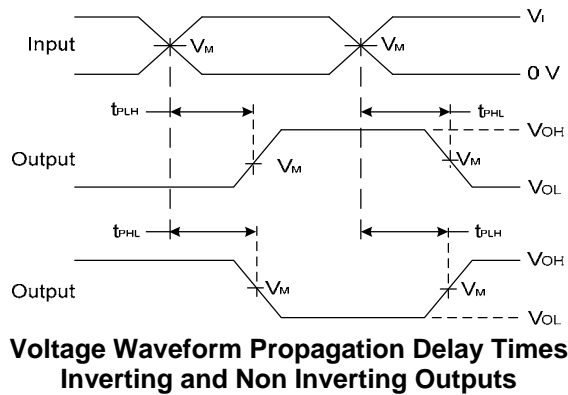 VI
Input
VM
VM
0 V
tPLH
tPHL
VOH
Output
VM
VM
VOL
tPHL
tPLH
VOH
Output
VM
VM
VOL
Voltage Waveform Propagation Delay Times
Inverting and Non Inverting Outputs